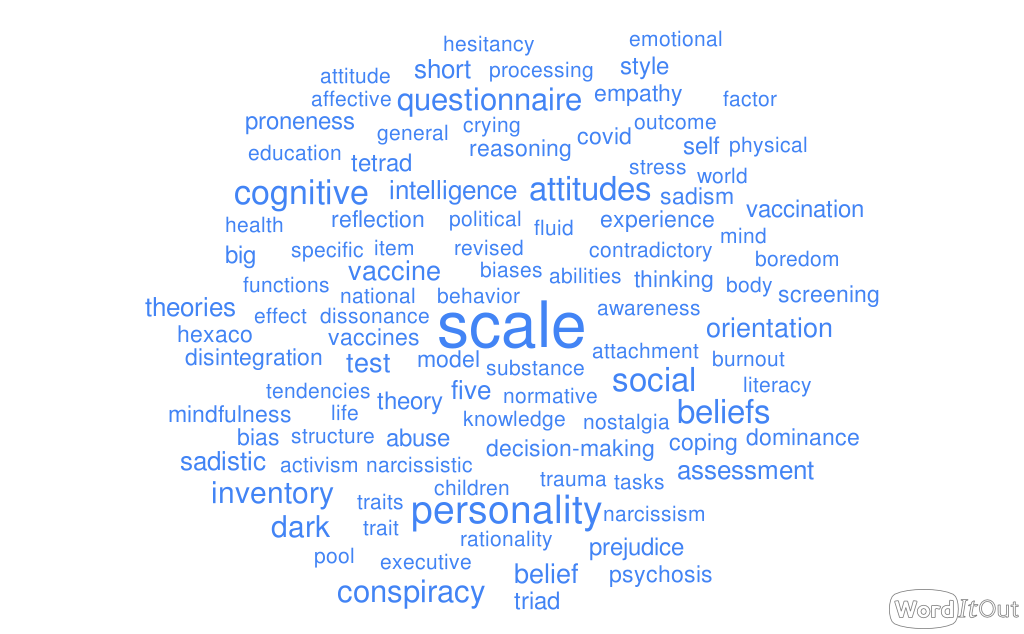 hesitancy emotional
attitude short processing style
affective questionnaire empathy factor
proneness general crying covid outcome
education tetrad reasoning self physical
stress world
cognitive intelligence attitudes sadism vaccination
health reflection political fluid experience mind
big specific item revised contradictory boredom
functions vaccine biases abilities thinking body screening
theories national behavior awareness
effect dissonance scale orientation
hexaco vaccines attachment
disintegration test model substance social burnout
tendencies theory five normative literacy
mindfulness life knowledge nostalgia beliefs
bias structure abuse decision-making coping dominance
sadistic activism narcissistic trauma tasks assessment
inventory traits children
dark trait personality narcissism
pool executive rationality prejudice
conspiracy belief psychosis
triad
WordItOut